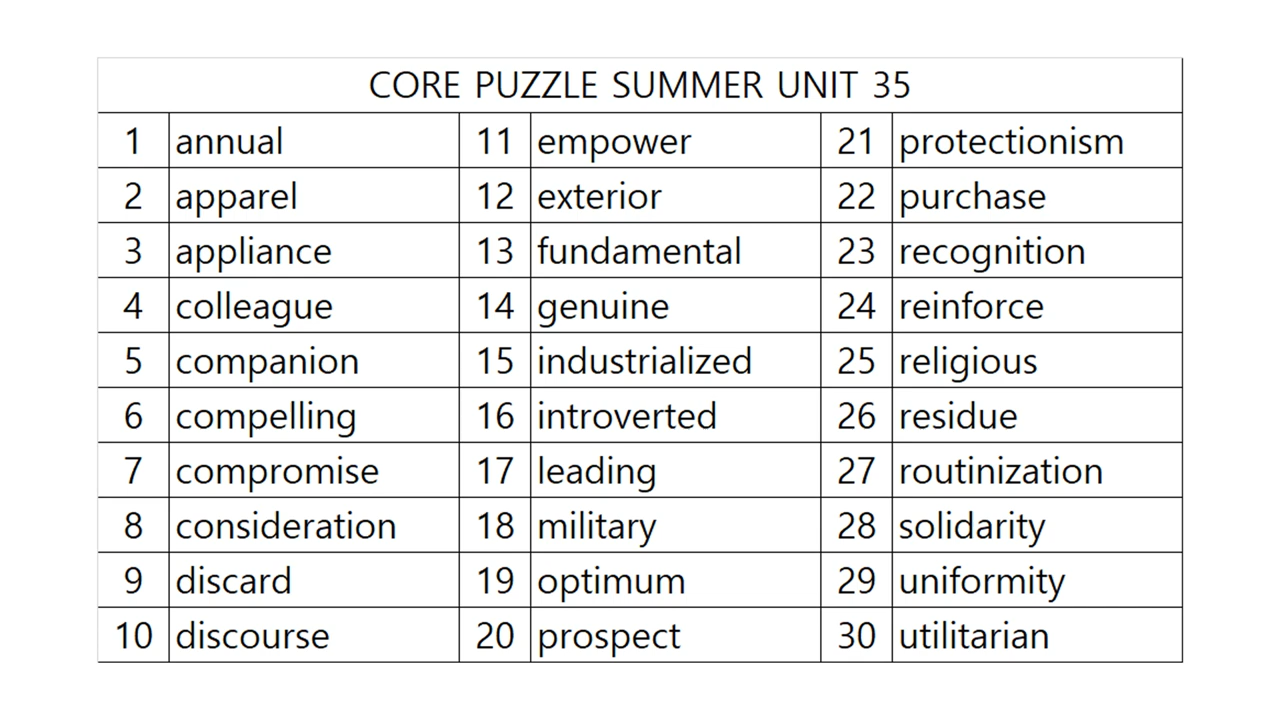 CORE PUZZLE SUMMER UNIT 35
1 annual 11 empower 21 protectionism
2 apparel 12 exterior 22 purchase
3 appliance 13 fundamental 23 recognition
4 colleague 14 genuine 24 reinforce
5 companion 15 industrialized 25 religious
6 compelling 16 introverted 26 residue
7 compromise 17 leading 27 routinization
8 consideration 18 military 28 solidarity
9 discard 19 optimum 29 uniformity
10 discourse 20 prospect 30 utilitarian